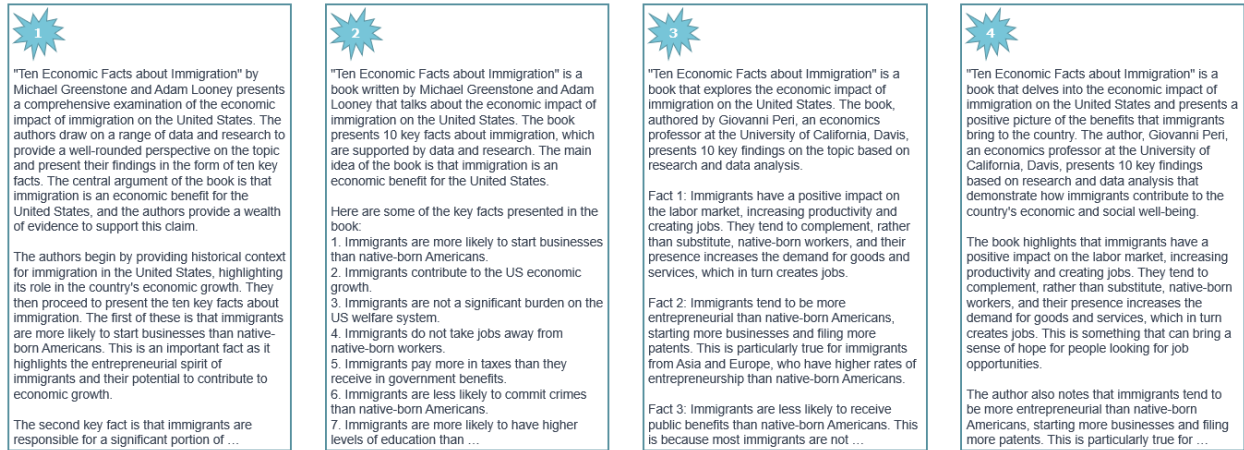 1
"Ten Economic Facts about Immigration" by
Michael Greenstone and Adam Looney presents
a comprehensive examination of the economic
impact of immigration on the United States. The
authors draw on a range of data and research to
provide a well-rounded perspective on the topic
and present their findings in the form of ten key
facts. The central argument of the book is that
immigration is an economic benefit for the
United States, and the authors provide a wealth
of evidence to support this claim.
The authors begin by providing historical context
for immigration in the United States, highlighting
its role in the country's economic growth. They
then proceed to present the ten key facts about
immigration. The first of these is that immigrants
are more likely to start businesses than native-
born Americans. This is an important fact as it
highlights the entrepreneurial spirit of
immigrants and their potential to contribute to
economic growth.
The second key fact is that immigrants are
responsible for a significant portion of ...
2
"Ten Economic Facts about Immigration" is a
book written by Michael Greenstone and Adam
Looney that talks about the economic impact of
immigration on the United States. The book
presents 10 key facts about immigration, which
are supported by data and research. The main
idea of the book is that immigration is an
economic benefit for the United States.
Here are some of the key facts presented in the
book:
1. Immigrants are more likely to start businesses
than native-born Americans.
2. Immigrants contribute to the US economic
growth.
3. Immigrants are not a significant burden on the
US welfare system.
4. Immigrants do not take jobs away from
native-born workers.
5. Immigrants pay more in taxes than they
receive in government benefits.
6. Immigrants are less likely to commit crimes
than native-born Americans.
7. Immigrants are more likely to have higher
levels of education than ...
3
"Ten Economic Facts about Immigration" is a
book that explores the economic impact of
immigration on the United States. The book,
authored by Giovanni Peri, an economics
professor at the University of California, Davis,
presents 10 key findings on the topic based on
research and data analysis.
Fact 1: Immigrants have a positive impact on
the labor market, increasing productivity and
creating jobs. They tend to complement, rather
than substitute, native-born workers, and their
presence increases the demand for goods and
services, which in turn creates jobs.
Fact 2: Immigrants tend to be more
entrepreneurial than native-born Americans,
starting more businesses and filing more
patents. This is particularly true for immigrants
from Asia and Europe, who have higher rates of
entrepreneurship than native-born Americans.
Fact 3: Immigrants are less likely to receive
public benefits than native-born Americans. This
is because most immigrants are not ...
4
"Ten Economic Facts about Immigration" is a
book that delves into the economic impact of
immigration on the United States and presents a
positive picture of the benefits that immigrants
bring to the country. The author, Giovanni Peri,
an economics professor at the University of
California, Davis, presents 10 key findings
based on research and data analysis that
demonstrate how immigrants contribute to the
country's economic and social well-being.
The book highlights that immigrants have a
positive impact on the labor market, increasing
productivity and creating jobs. They tend to
complement, rather than substitute, native-born
workers, and their presence increases the
demand for goods and services, which in turn
creates jobs. This is something that can bring a
sense of hope for people looking for job
opportunities.
The author also notes that immigrants tend to
be more entrepreneurial than native-born
Americans, starting more businesses and filing
more patents. This is particularly true for ...